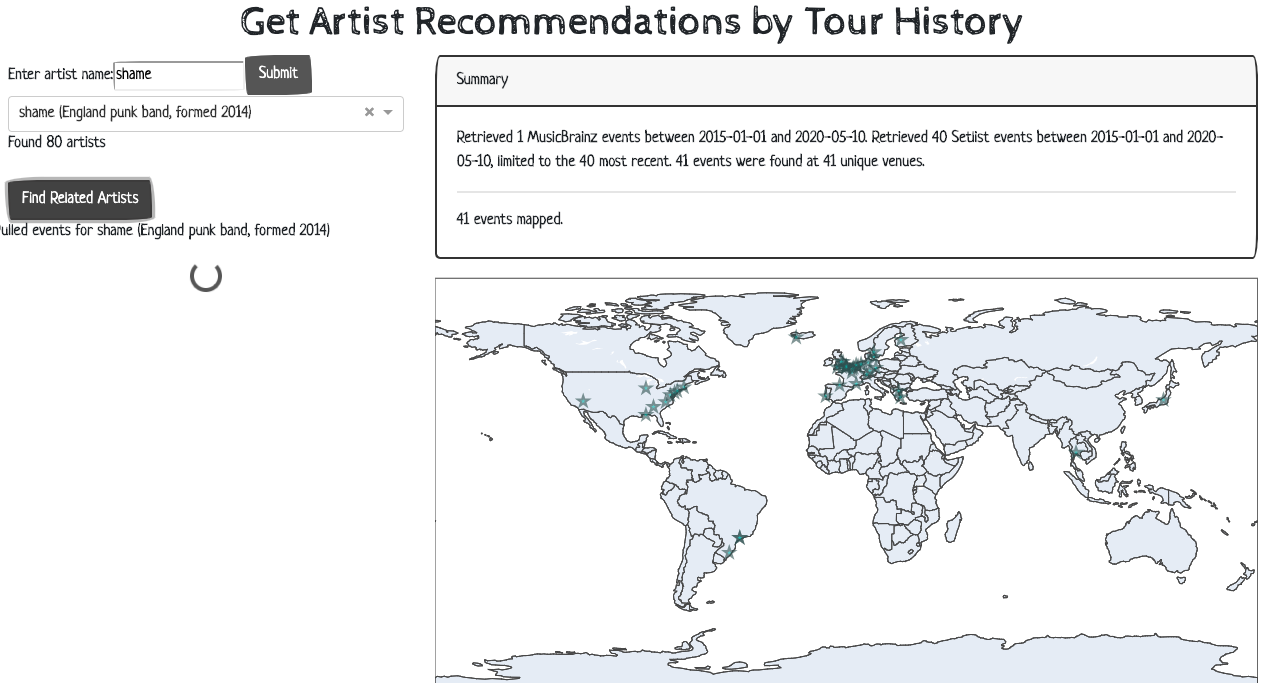 Get Artist Recommendations by Tour History
Enter artist name: shame Submit
shame (England punk band, formed 2014) ×
Found 80 artists
Find Related Artists
ulled events for shame (England punk band, formed 2014)
Summary
Retrieved 1 MusicBrainz events between 2015-01-01 and 2020-05-10. Retrieved 40 Setlist events between 2015-01-01 and 2020-
05-10, limited to the 40 most recent. 41 events were found at 41 unique venues.
41 events mapped.